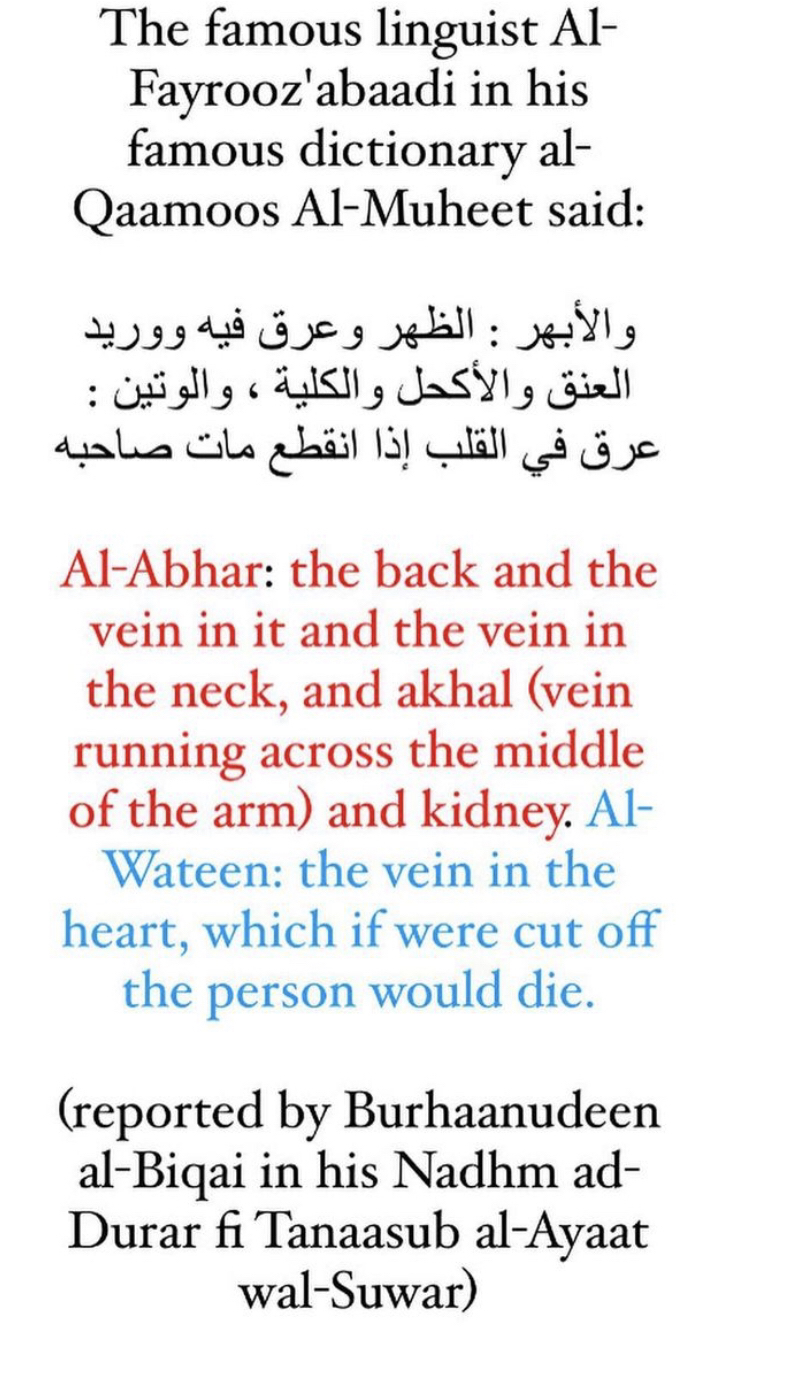 The famous linguist Al-
Fayrooz'abaadi in his
famous dictionary al-
Qaamoos Al-Muheet said:
والأبهر : الظهر وعرق فيه ووريد
العنق والأكحل والكلية ، والوتين :
عرق في القلب إذا انقطع مات صاحبه
Al-Abhar: the back and the
vein in it and the vein in
the neck, and akhal (vein
running across the middle
of the arm) and kidney. Al-
Wateen: the vein in the
heart, which if were cut off
the person would die.
(reported by Burhaanudeen
al-Biqai in his Nadhm ad-
Durar fi Tanaasub al-Ayaat
wal-Suwar)